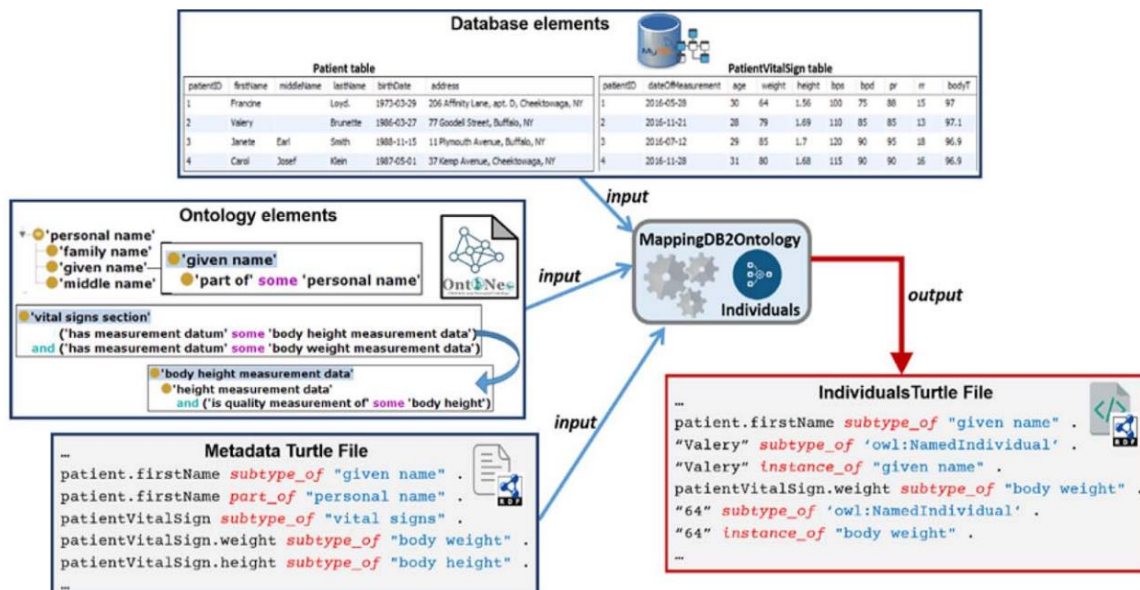 Database elements
MySQL
Patient table
patientID firstName middleName lastName birthDate address
1 Francine Loyd. 1973-03-29 206 Affinity Lane, apt. D, Cheektowaga, NY
2 Valery Brunette 1986-03-27 77 Goodell Street, Buffalo, NY
3 Janete Earl Smith 1988-11-15 11 Plymouth Avenue, Buffalo, NY
4 Carol Josef Klein 1987-05-01 37 Kemp Avenue, Cheektowaga, NY
PatientVitalSign table
patientID dateOfMeasurement age weight height bps bpd pr rr bodyT
1 2016-05-28 30 64 1.56 100 75 88 15 97
2 2016-11-21 28 79 1.69 110 85 85 13 97.1
3 2016-07-12 29 85 1.7 120 90 95 18 96.9
4 2016-11-28 31 80 1.68 115 90 90 16 96.9
input
Ontology elements
'personal name'
'family name'
'given name'
'middle name'
'given name'
'part of' some 'personal name'
OntONeo
'vital signs section'
('has measurement datum' some 'body height measurement data')
and ('has measurement datum' some 'body weight measurement data')
'body height measurement data'
'height measurement data'
and ('is quality measurement of' some 'body height')
input
MappingDB2Ontology
Individuals
output
input
Metadata Turtle File
RDF
…
patient.firstName subtype_of "given name" .
patient.firstName part_of "personal name" .
patientVitalSign subtype_of "vital signs" .
patientVitalSign.weight subtype_of "body weight" .
patientVitalSign.height subtype_of "body height" .
…
IndividualsTurtle File
</>
RDF
…
patient.firstName subtype_of "given name" .
“Valery” subtype_of ‘owl:NamedIndividual‘ .
“Valery” instance_of "given name" .
patientVitalSign.weight subtype_of "body weight" .
“64” subtype_of ‘owl:NamedIndividual‘ .
“64” instance_of "body weight" .
…